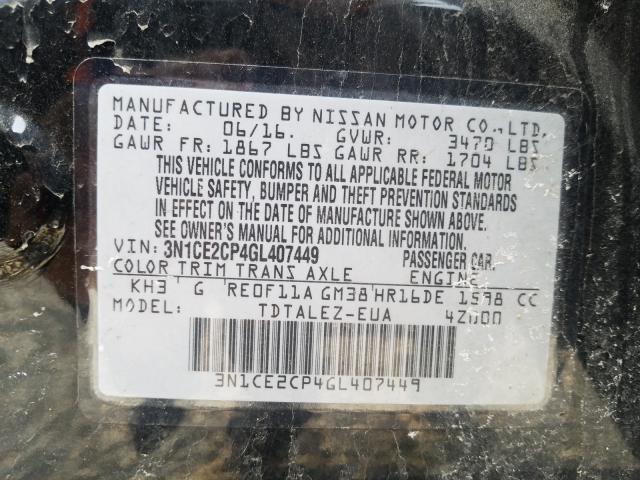 MANUFACTURED BY NISSAN MOTOR CO., LTD.
DATE: 06/16. GVWR: 3470 LBS
GAWR FR: 1867 LBS GAWR RR: 1704 LBS
THIS VEHICLE CONFORMS TO ALL APPLICABLE FEDERAL MOTOR
VEHICLE SAFETY, BUMPER AND THEFT PREVENTION STANDARDS
IN EFFECT ON THE DATE OF MANUFACTURE SHOWN ABOVE.
SEE OWNER'S MANUAL FOR ADDITIONAL INFORMATION.
VIN: 3N1CE2CP4GL407449 PASSENGER CAR.
COLOR TRIM TRANS AXLE ENGINE
KH3 G RE0F11A GM38 HR16DE 1598 CC
MODEL: TDTALEZ-EUA 4Z000
3N1CE2CP4GL407449